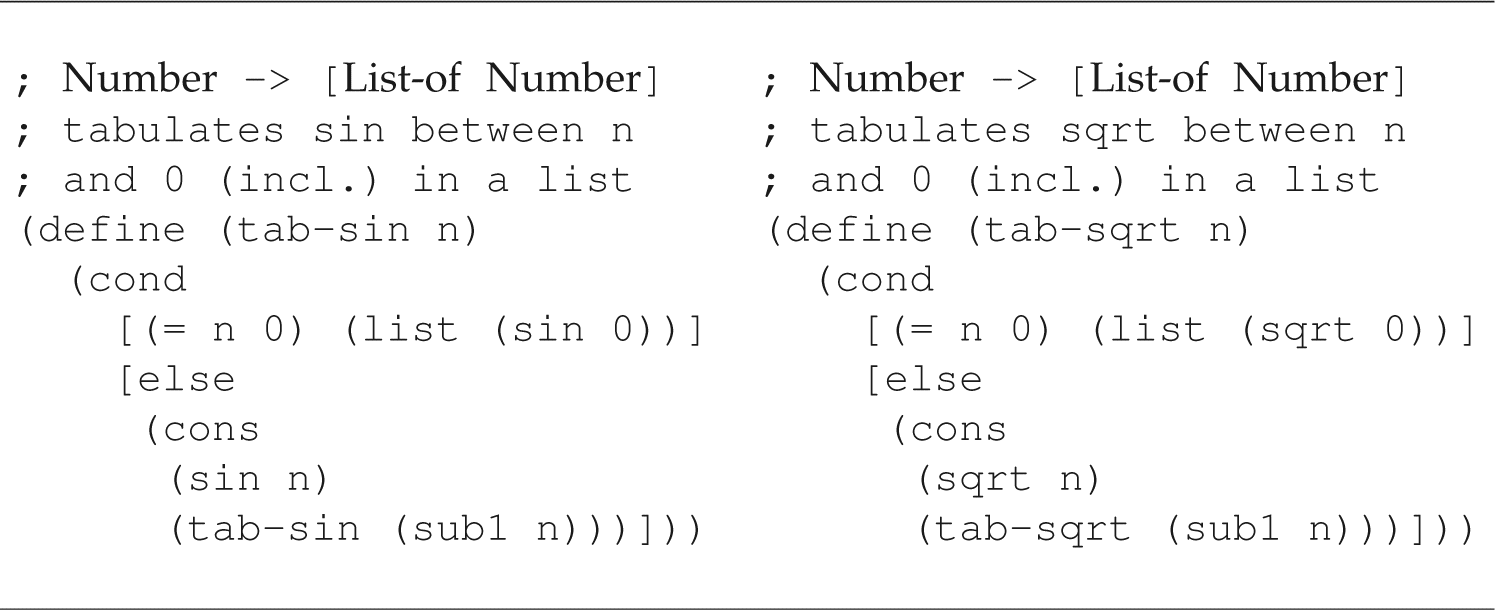 ; Number -> [List-of Number]
; tabulates sin between n
; and 0 (incl.) in a list
(define (tab-sin n)
(cond
[(= n 0) (list (sin 0))]
[else
(cons
(sin n)
(tab-sin (sub1 n)))]))
; Number -> [List-of Number]
; tabulates sqrt between n
; and 0 (incl.) in a list
(define (tab-sqrt n)
(cond
[(= n 0) (list (sqrt 0))]
[else
(cons
(sqrt n)
(tab-sqrt (sub1 n)))]))